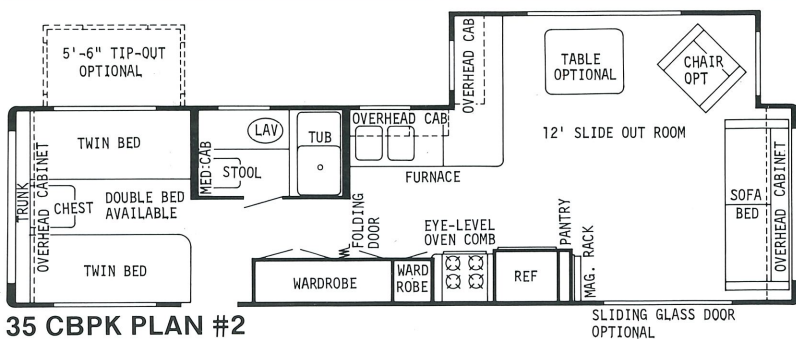 5'-6" TIP-OUT
OPTIONAL
OVERHEAD CAB
TABLE
OPTIONAL
CHAIR
OPT
TWIN BED
MED.CAB
LAV
TUB
STOOL
OVERHEAD CAB
12' SLIDE OUT ROOM
FURNACE
TRUNK
OVERHEAD CABINET
CHEST
DOUBLE BED
AVAILABLE
SOFA
BED
OVERHEAD CABINET
FOLDING
DOOR
EYE-LEVEL
OVEN COMB
PANTRY
MAG. RACK
TWIN BED
WARDROBE
WARD
ROBE
REF
SLIDING GLASS DOOR
OPTIONAL
35 CBPK PLAN #2